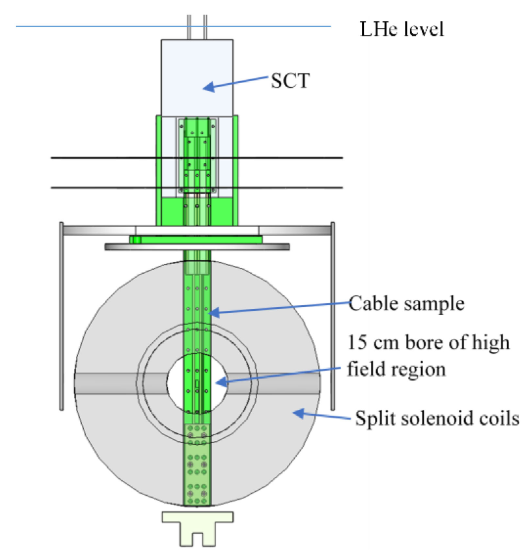 LHe level
SCT
Cable sample
15 cm bore of high
field region
Split solenoid coils